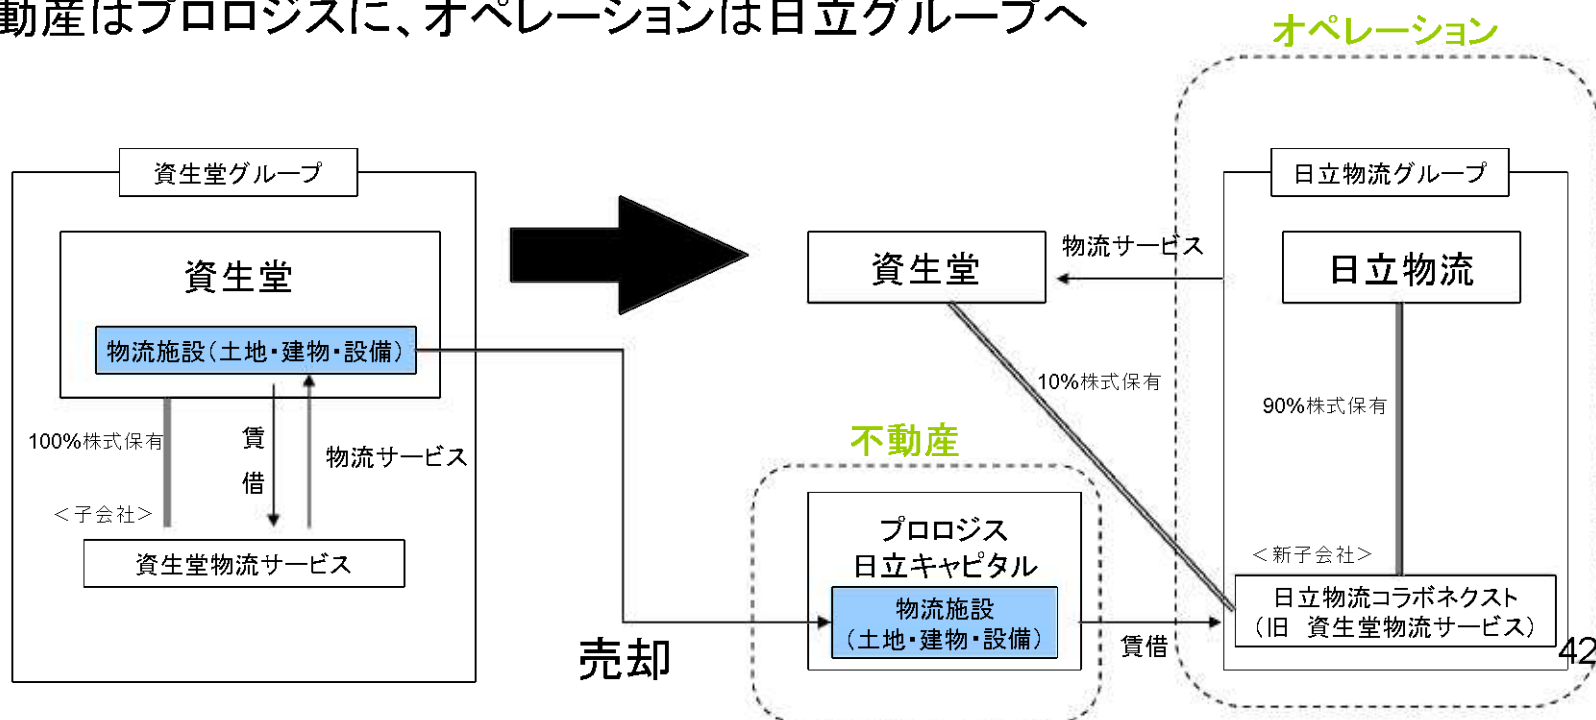 動産はプロロジスに、オペレーションは日立グループへ
オペレーション
資生堂グループ
資生堂
物流施設(土地・建物・設備)
100%株式保有
賃
借
物流サービス
<子会社>
資生堂物流サービス
資生堂
物流サービス
10%株式保有
不動産
プロロジス
日立キャピタル
物流施設
(土地・建物・設備)
売却
賃借
日立物流グループ
日立物流
90%株式保有
<新子会社>
日立物流コラボネクスト
(旧 資生堂物流サービス)
42